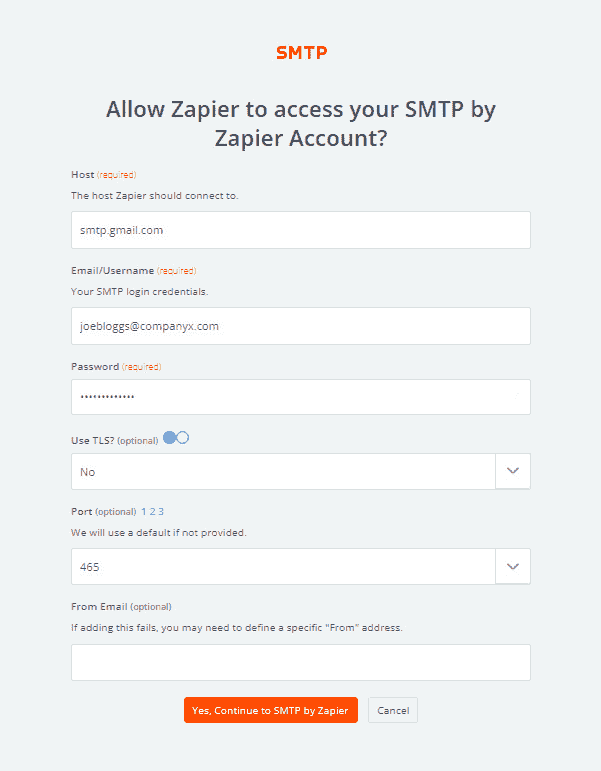 SMTP
Allow Zapier to access your SMTP by
Zapier Account?
Host (required)
The host Zapier should connect to.
smtp.gmail.com
Email/Username (required)
Your SMTP login credentials.
joebloggs@companyx.com
Password (required)
•••••••••••••
Use TLS? (optional)
No
Port (optional) 1 2 3
We will use a default if not provided.
465
From Email (optional)
If adding this fails, you may need to define a specific "From" address.
Yes, Continue to SMTP by Zapier
Cancel